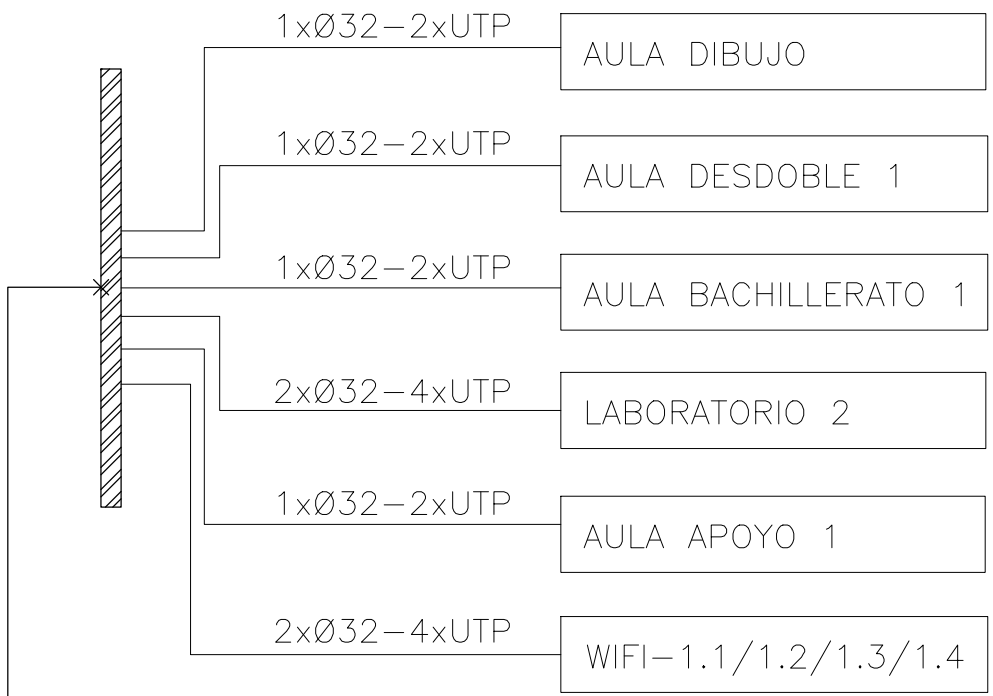 1xØ32-2xUTP
AULA DIBUJO
1xØ32-2xUTP
AULA DESDOBLE 1
1xØ32-2xUTP
AULA BACHILLERATO 1
2xØ32-4xUTP
LABORATORIO 2
1xØ32-2xUTP
AULA APOYO 1
2xØ32-4xUTP
WIFI-1.1/1.2/1.3/1.4